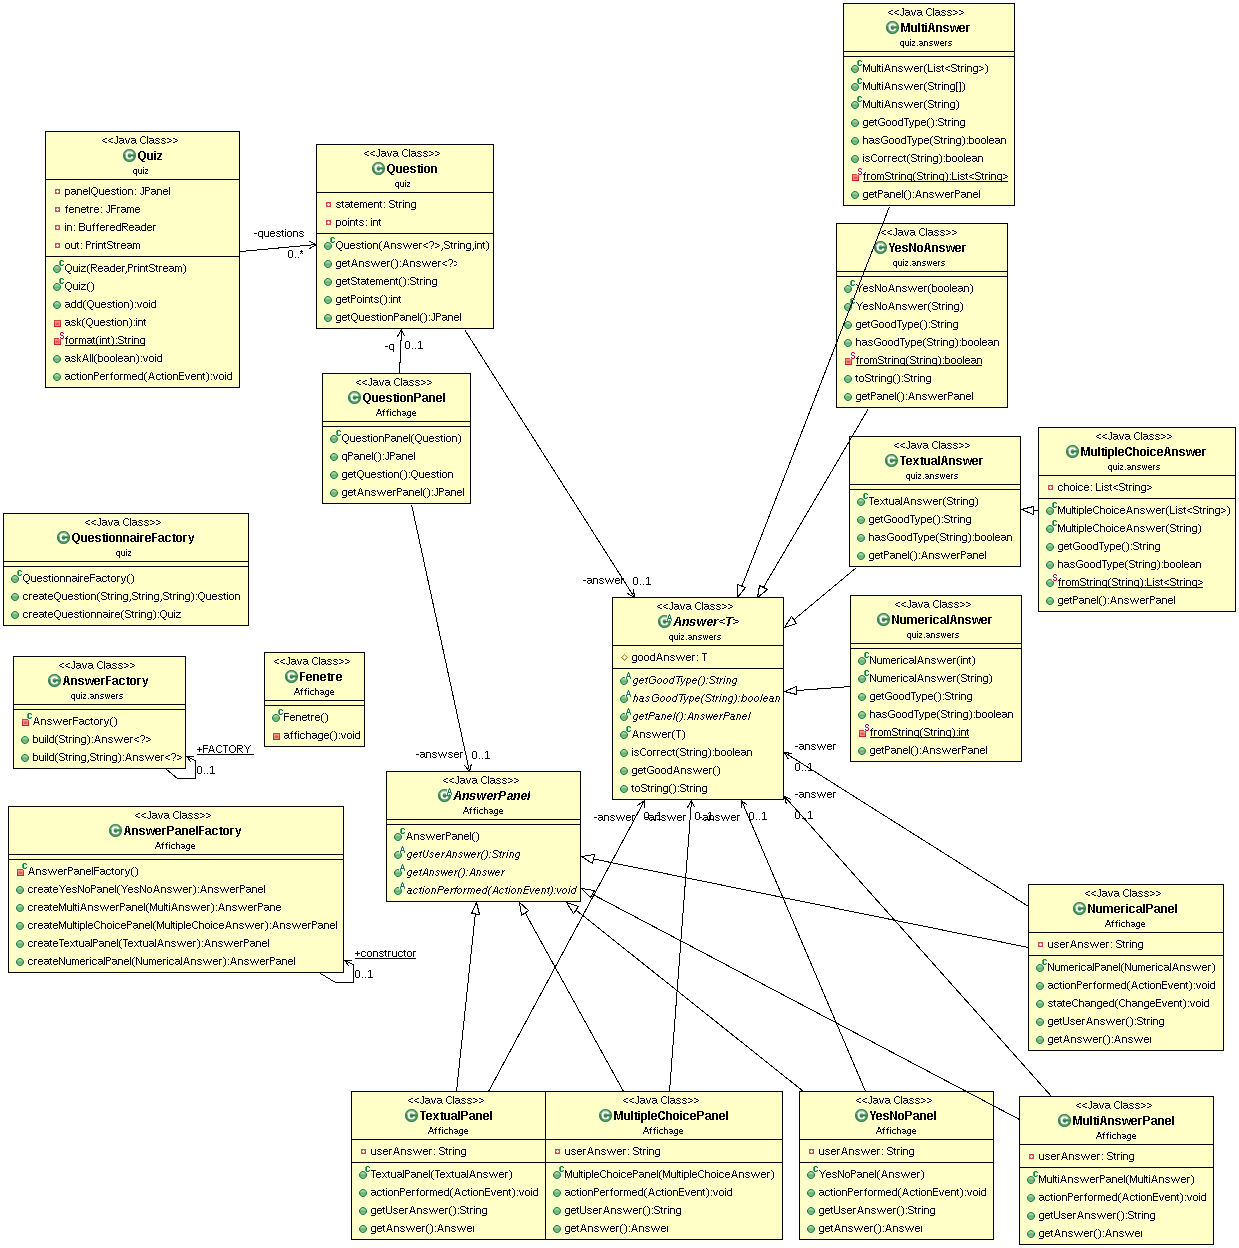 <<Java Class>>
MultiAnswer
quiz.answers
MultiAnswer(List<String>)
MultiAnswer(String[])
MultiAnswer(String)
getGoodType():String
hasGoodType(String):boolean
isCorrect(String):boolean
fromString(String):List<String>
getPanel():AnswerPanel
<<Java Class>>
Quiz
quiz
panelQuestion: JPanel
fenetre: JFrame
in: BufferedReader
out: PrintStream
Quiz(Reader,PrintStream)
Quiz()
add(Question):void
ask(Question):int
format(int):String
askAll(boolean):void
actionPerformed(ActionEvent):void
-questions
0..*
<<Java Class>>
Question
quiz
statement: String
points: int
Question(Answer<?>,String,int)
getAnswer():Answer<?>
getStatement():String
getPoints():int
getQuestionPanel():JPanel
<<Java Class>>
YesNoAnswer
quiz.answers
YesNoAnswer(boolean)
YesNoAnswer(String)
getGoodType():String
hasGoodType(String):boolean
fromString(String):boolean
toString():String
getPanel():AnswerPanel
-q 0..1
<<Java Class>>
QuestionPanel
Affichage
QuestionPanel(Question)
qPanel():JPanel
getQuestion():Question
getAnswerPanel():JPanel
<<Java Class>>
TextualAnswer
quiz.answers
TextualAnswer(String)
getGoodType():String
hasGoodType(String):boolean
getPanel():AnswerPanel
<<Java Class>>
MultipleChoiceAnswer
quiz.answers
choice: List<String>
MultipleChoiceAnswer(List<String>)
MultipleChoiceAnswer(String)
getGoodType():String
hasGoodType(String):boolean
fromString(String):List<String>
getPanel():AnswerPanel
<<Java Class>>
QuestionnaireFactory
quiz
QuestionnaireFactory()
createQuestion(String,String,String):Question
createQuestionnaire(String):Quiz
-answer 0..1
<<Java Class>>
Answer<T>
quiz.answers
goodAnswer: T
getGoodType():String
hasGoodType(String):boolean
getPanel():AnswerPanel
Answer(T)
isCorrect(String):boolean
getGoodAnswer()
toString():String
<<Java Class>>
NumericalAnswer
quiz.answers
NumericalAnswer(int)
NumericalAnswer(String)
getGoodType():String
hasGoodType(String):boolean
fromString(String):int
getPanel():AnswerPanel
<<Java Class>>
AnswerFactory
quiz.answers
AnswerFactory()
build(String):Answer<?>
build(String,String):Answer<?>
+FACTORY
0..1
<<Java Class>>
Fenetre
Affichage
Fenetre()
affichage():void
-answser 0..1
<<Java Class>>
AnswerPanel
Affichage
AnswerPanel()
getUserAnswer():String
getAnswer():Answer
actionPerformed(ActionEvent):void
-answer
0..1
-answer
0..1
-answer 0..1
-answer 0..1
-answer 0..1
<<Java Class>>
AnswerPanelFactory
Affichage
AnswerPanelFactory()
createYesNoPanel(YesNoAnswer):AnswerPanel
createMultiAnswerPanel(MultiAnswer):AnswerPane
createMultipleChoicePanel(MultipleChoiceAnswer):AnswerPanel
createTextualPanel(TextualAnswer):AnswerPanel
createNumericalPanel(NumericalAnswer):AnswerPanel
+constructor
0..1
<<Java Class>>
NumericalPanel
Affichage
userAnswer: String
NumericalPanel(NumericalAnswer)
actionPerformed(ActionEvent):void
stateChanged(ChangeEvent):void
getUserAnswer():String
getAnswer():Answer
<<Java Class>>
TextualPanel
Affichage
userAnswer: String
TextualPanel(TextualAnswer)
actionPerformed(ActionEvent):void
getUserAnswer():String
getAnswer():Answer
<<Java Class>>
MultipleChoicePanel
Affichage
userAnswer: String
MultipleChoicePanel(MultipleChoiceAnswer)
actionPerformed(ActionEvent):void
getUserAnswer():String
getAnswer():Answer
<<Java Class>>
YesNoPanel
Affichage
userAnswer: String
YesNoPanel(Answer)
actionPerformed(ActionEvent):void
getUserAnswer():String
getAnswer():Answer
<<Java Class>>
MultiAnswerPanel
Affichage
userAnswer: String
MultiAnswerPanel(MultiAnswer)
actionPerformed(ActionEvent):void
getUserAnswer():String
getAnswer():Answer